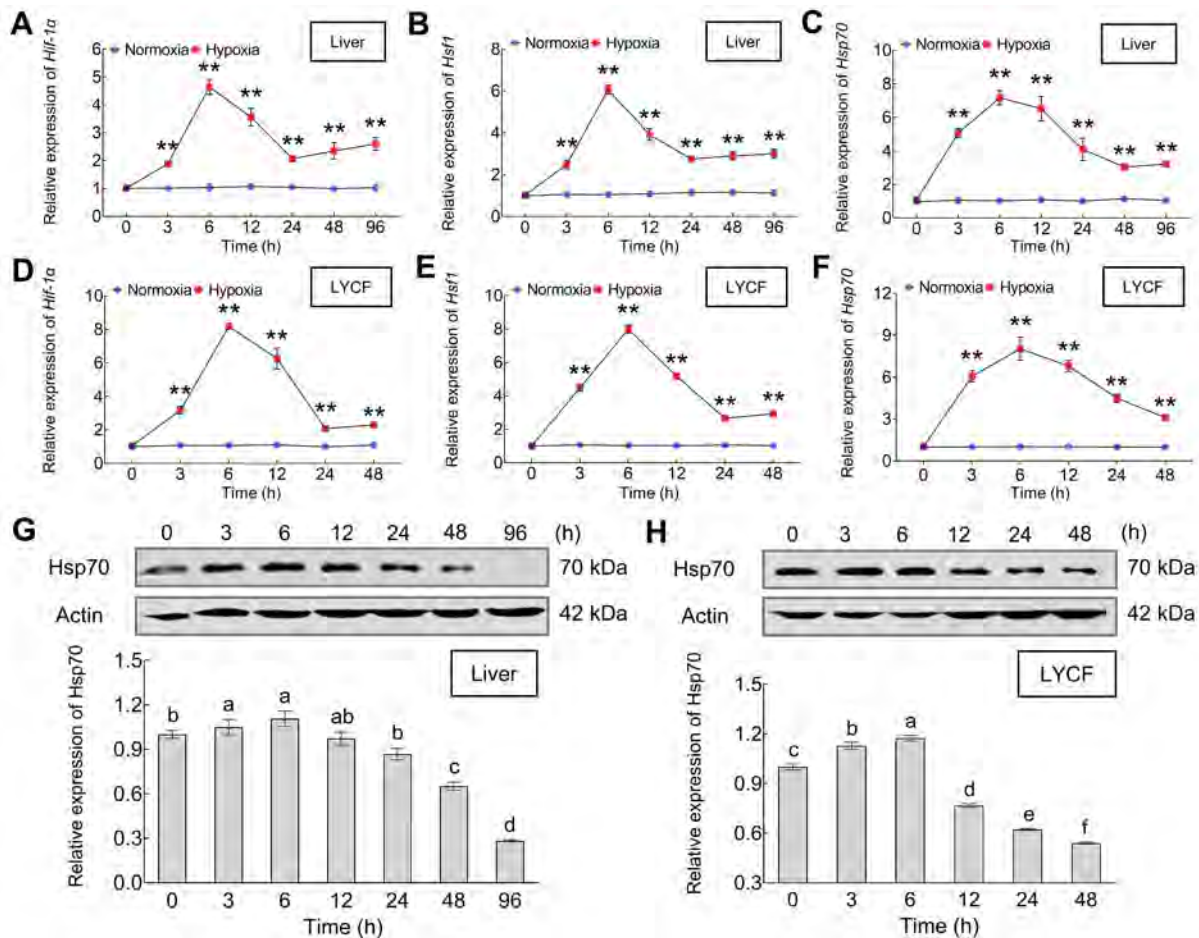 A
Relative expression of Hif-1α
Normoxia Hypoxia
Liver
6
5
4
3
2
1
0
** ** ** ** ** **
0 3 6 12 24 48 96
Time (h)
B
Relative expression of Hsf1
Normoxia Hypoxia
Liver
8
6
4
2
0
** ** ** ** ** **
0 3 6 12 24 48 96
Time (h)
C
Relative expression of Hsp70
Normoxia Hypoxia
Liver
10
8
6
4
2
0
** ** ** ** ** **
0 3 6 12 24 48 96
Time (h)
D
Relative expression of Hif-1α
Normoxia Hypoxia
LYCF
10
8
6
4
2
0
** ** ** ** **
0 3 6 12 24 48
Time (h)
E
Relative expression of Hsf1
Normoxia Hypoxia
LYCF
10
8
6
4
2
0
** ** ** ** **
0 3 6 12 24 48
Time (h)
F
Relative expression of Hsp70
Normoxia Hypoxia
LYCF
12
9
6
3
0
** ** ** ** **
0 3 6 12 24 48
Time (h)
G
0 3 6 12 24 48 96 (h)
Hsp70 70 kDa
Actin 42 kDa
Relative expression of Hsp70
Liver
1.5
1.2
0.9
0.6
0.3
0.0
b a a ab b c d
0 3 6 12 24 48 96
Time (h)
H
0 3 6 12 24 48 (h)
Hsp70 70 kDa
Actin 42 kDa
Relative expression of Hsp70
LYCF
1.5
1.2
0.9
0.6
0.3
c b a d e f
0 3 6 12 24 48
Time (h)